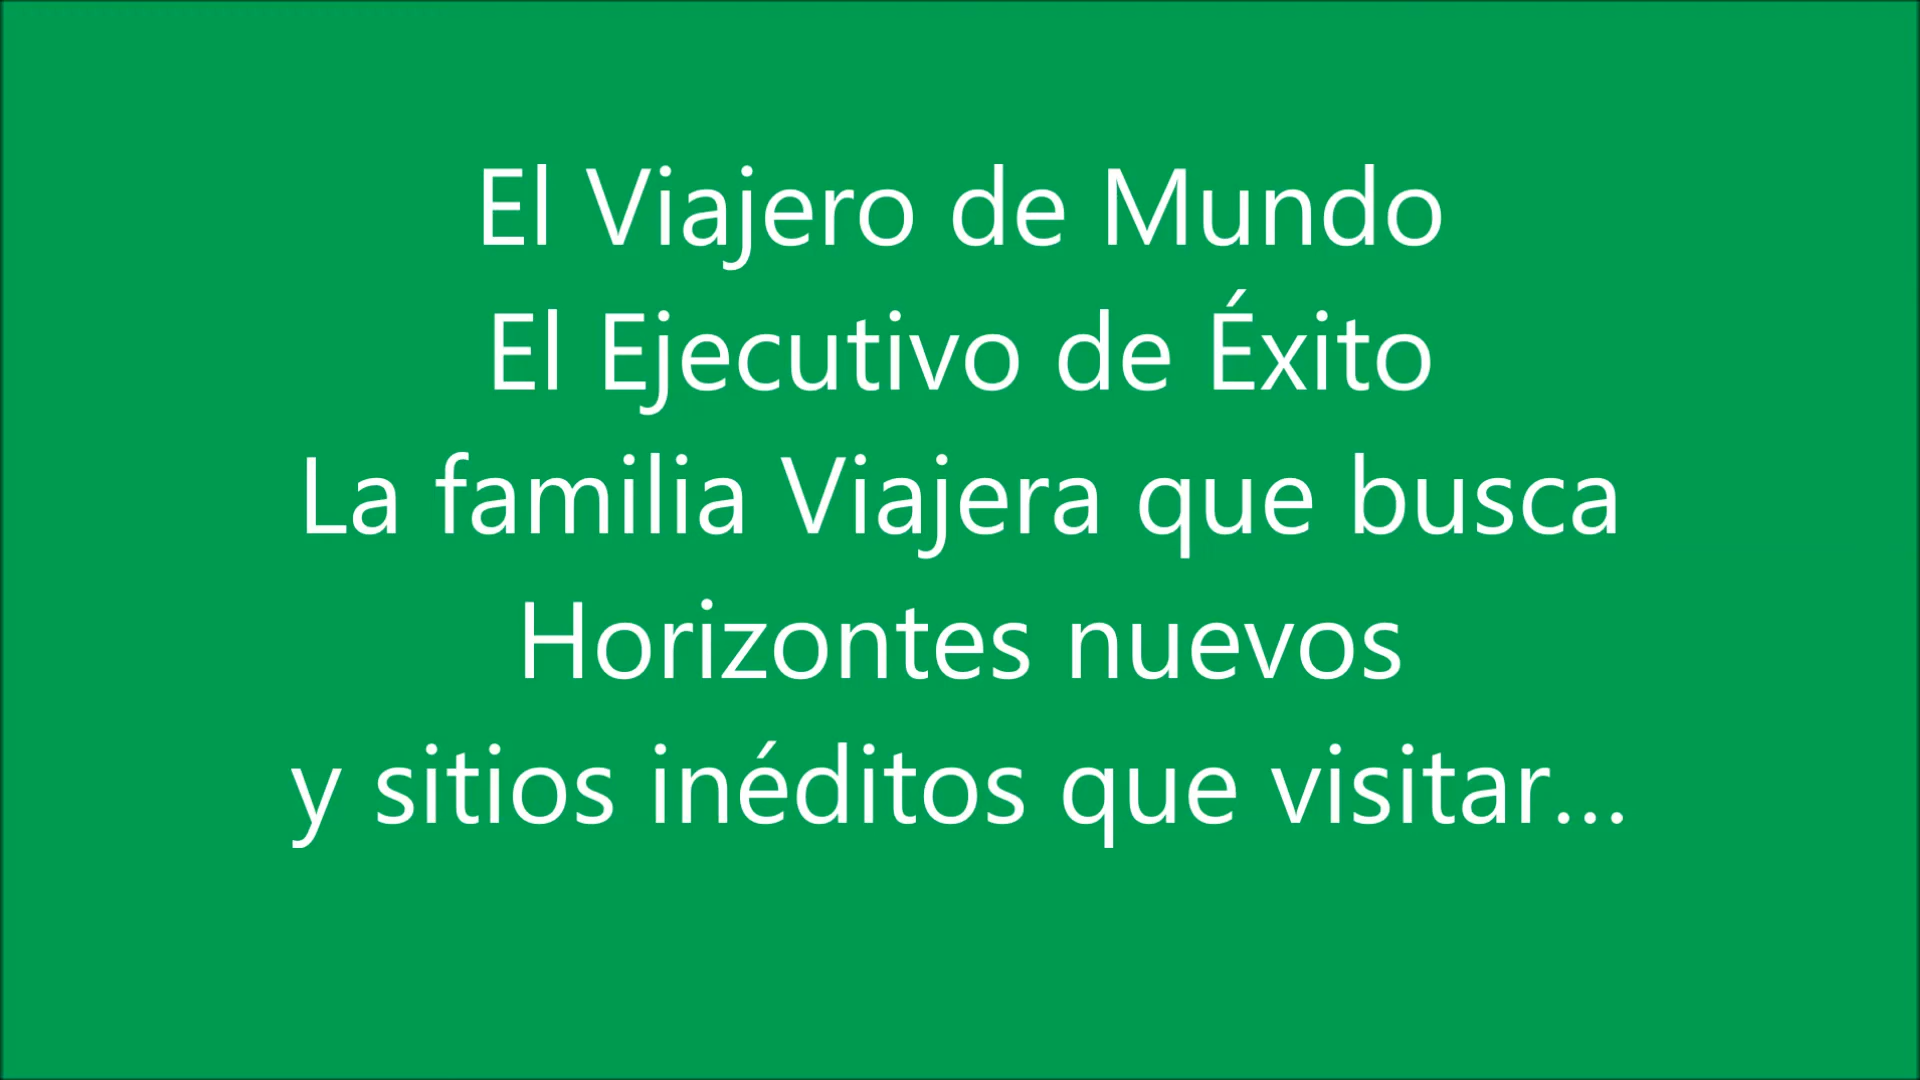 El Viajero de Mundo
El Ejecutivo de Éxito
La familia Viajera que busca
Horizontes nuevos
y sitios inéditos que visitar...